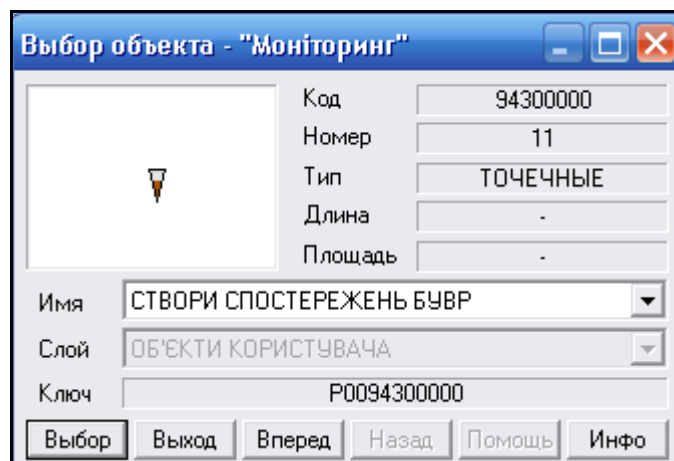 Выбор объекта - "Моніторинг"
Код 94300000
Номер 11
Тип ТОЧЕЧНЫЕ
Длина -
Площадь -
Имя СТВОРИ СПОСТЕРЕЖЕНЬ БУВР
Слой ОБ'ЄКТИ КОРИСТУВАЧА
Ключ P0094300000
Выбор Выход Вперед Назад Помощь Инфо